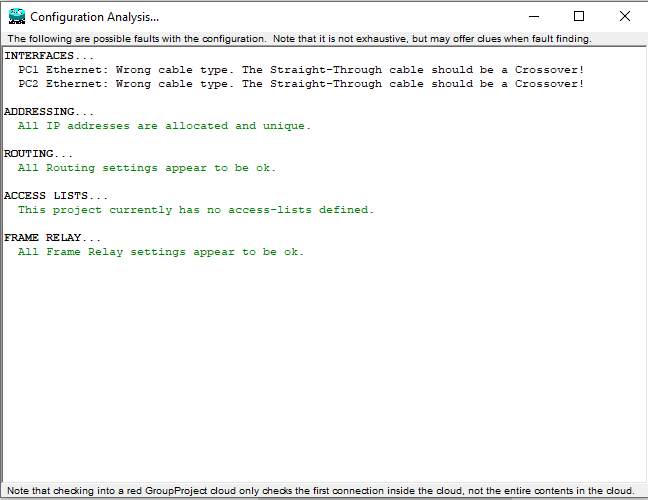 Configuration Analysis...
The following are possible faults with the configuration. Note that it is not exhaustive, but may offer clues when fault finding.
INTERFACES...
PC1 Ethernet: Wrong cable type. The Straight-Through cable should be a Crossover!
PC2 Ethernet: Wrong cable type. The Straight-Through cable should be a Crossover!
ADDRESSING...
All IP addresses are allocated and unique.
ROUTING...
All Routing settings appear to be ok.
ACCESS LISTS...
This project currently has no access-lists defined.
FRAME RELAY...
All Frame Relay settings appear to be ok.
Note that checking into a red GroupProject cloud only checks the first connection inside the cloud, not the entire contents in the cloud.